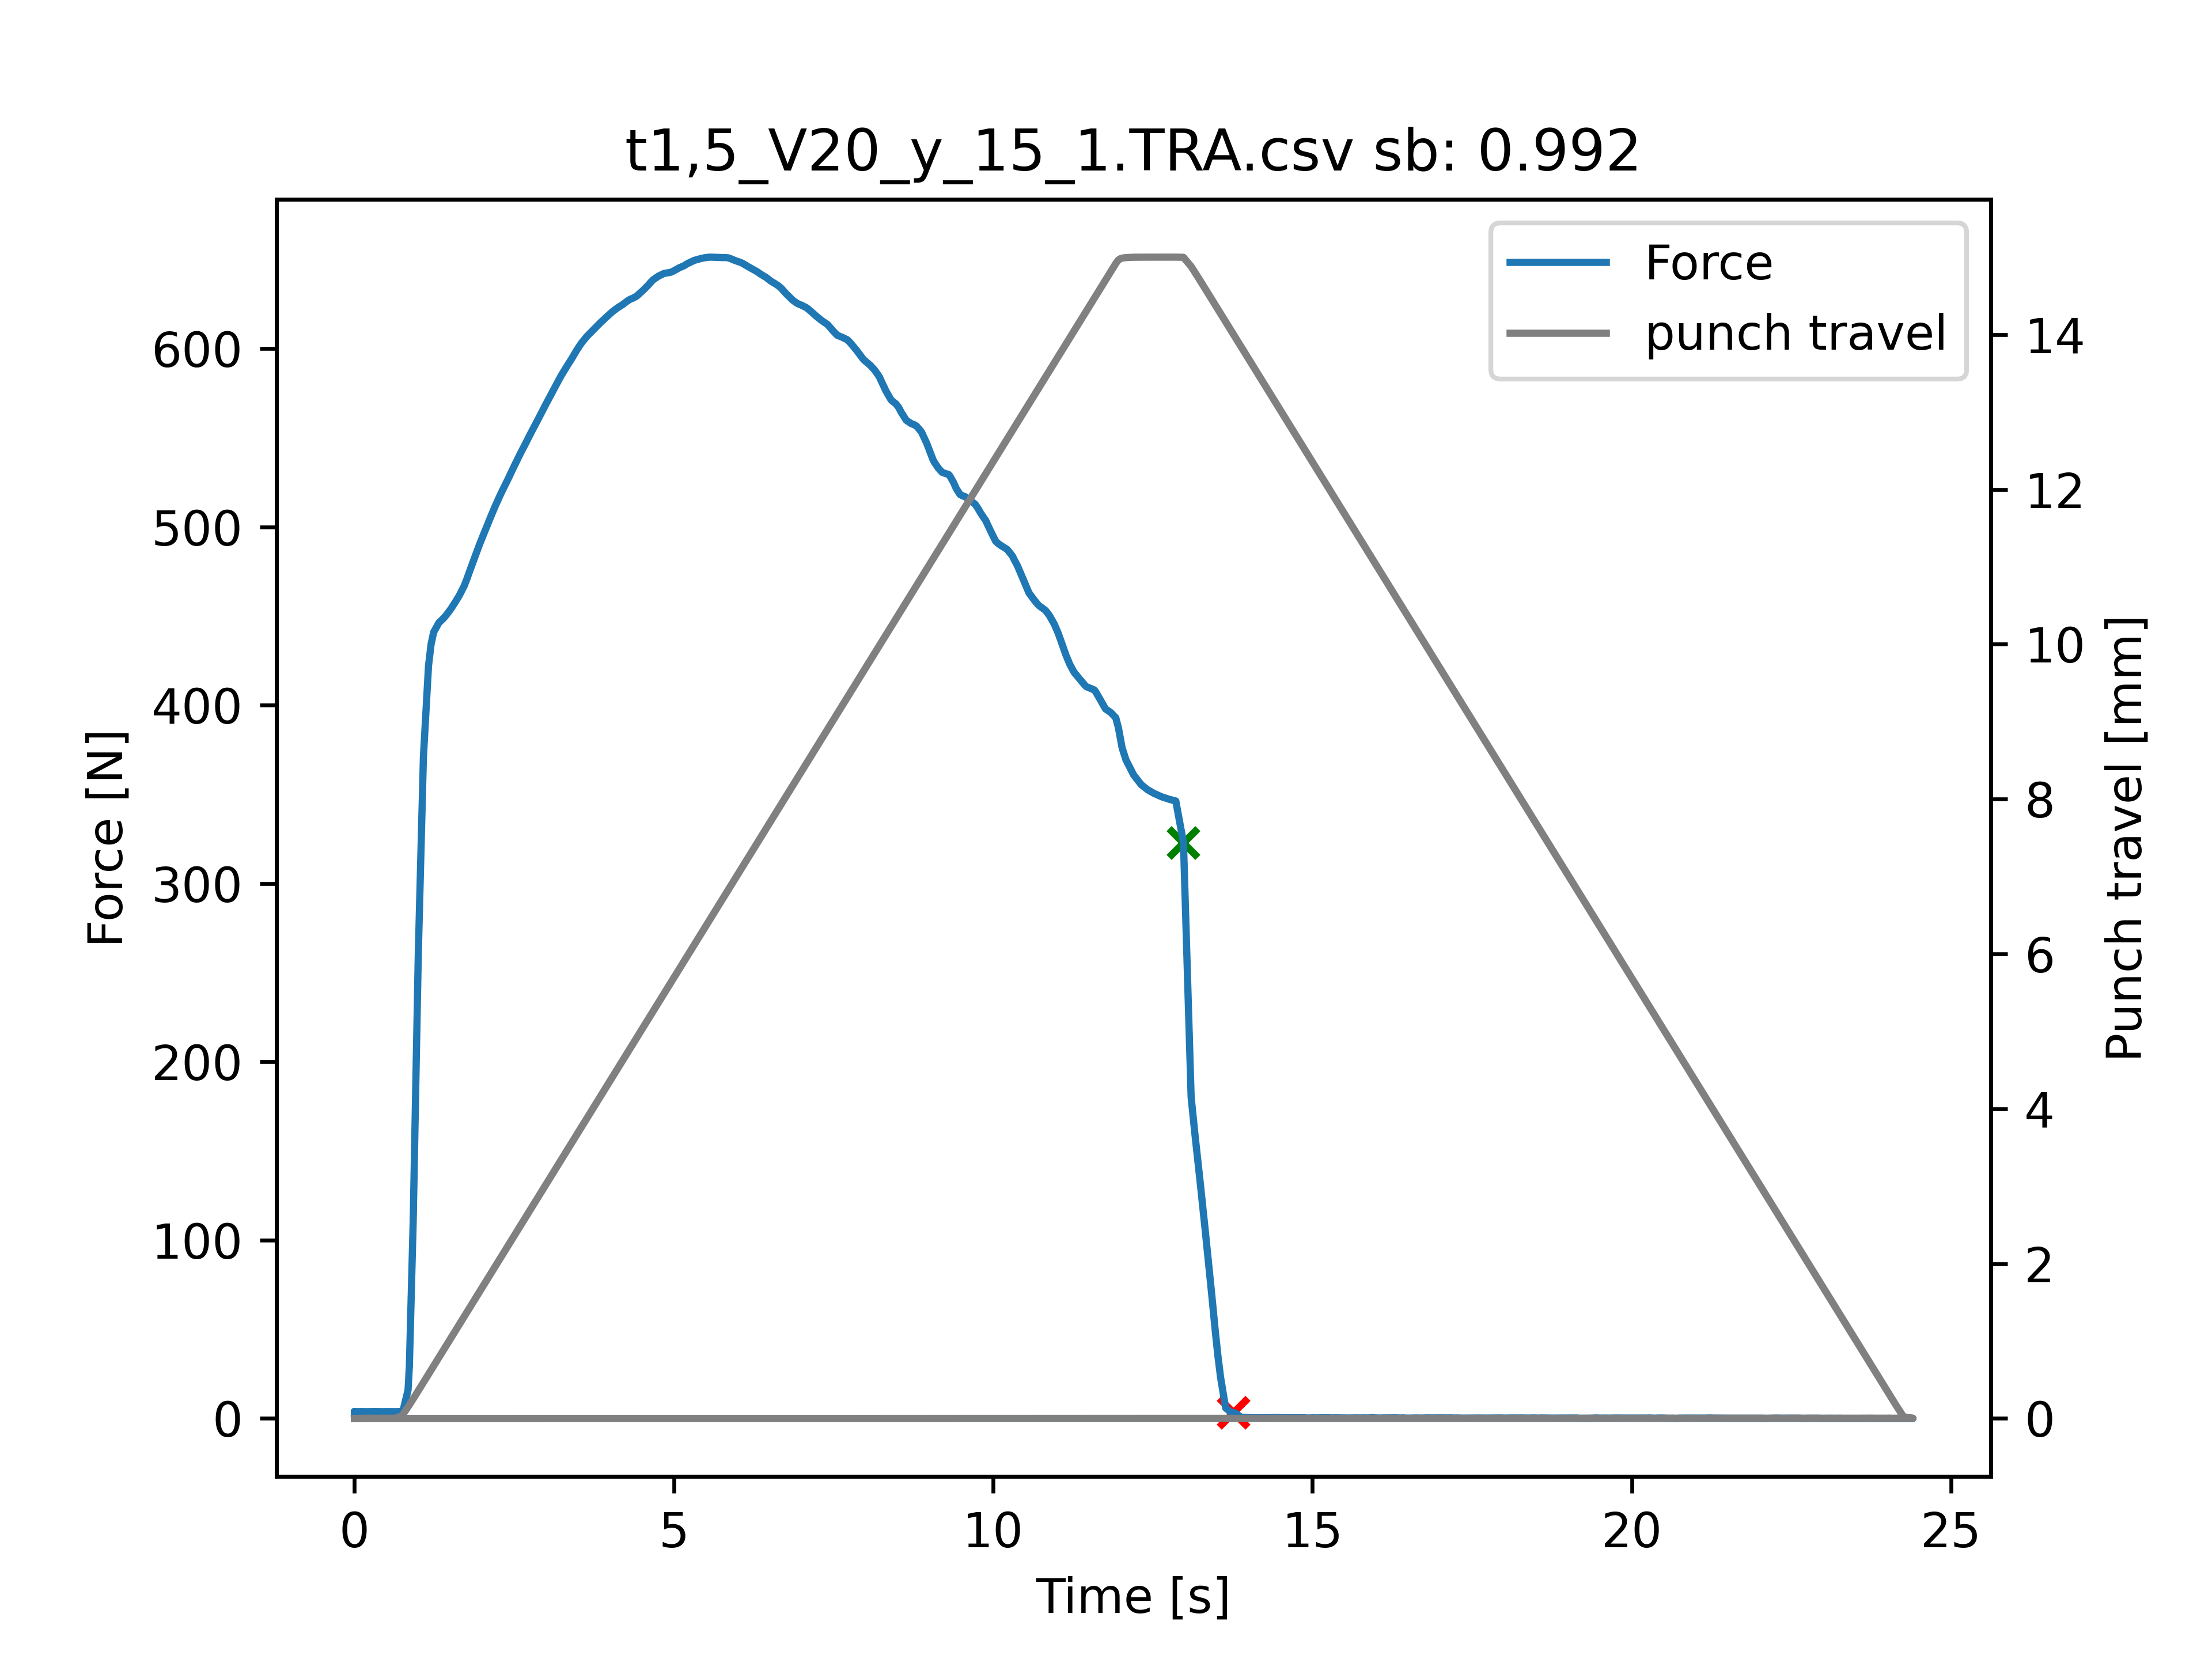 t1,5_V20_y_15_1.TRA.csv sb: 0.992
Force
punch travel
600
500
400
300
200
100
0
Force [N]
14
12
10
8
6
4
2
0
Punch travel [mm]
0 5 10 15 20 25
Time [s]